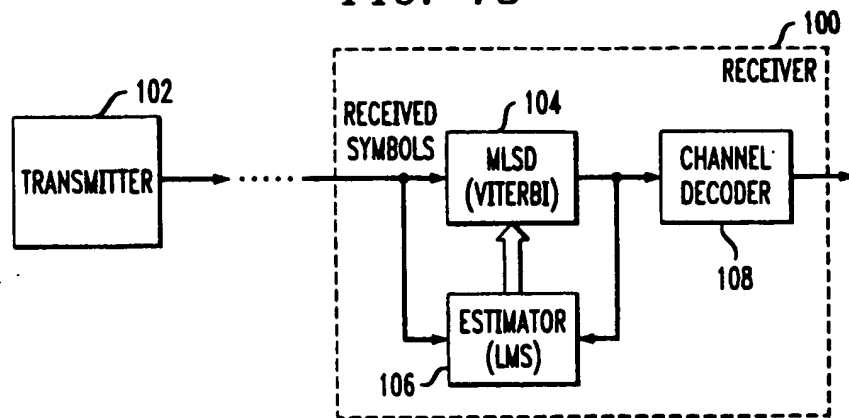 100
RECEIVER
102
TRANSMITTER
RECEIVED
SYMBOLS
104
MLSD
(VITERBI)
CHANNEL
DECODER
108
ESTIMATOR
(LMS)
106